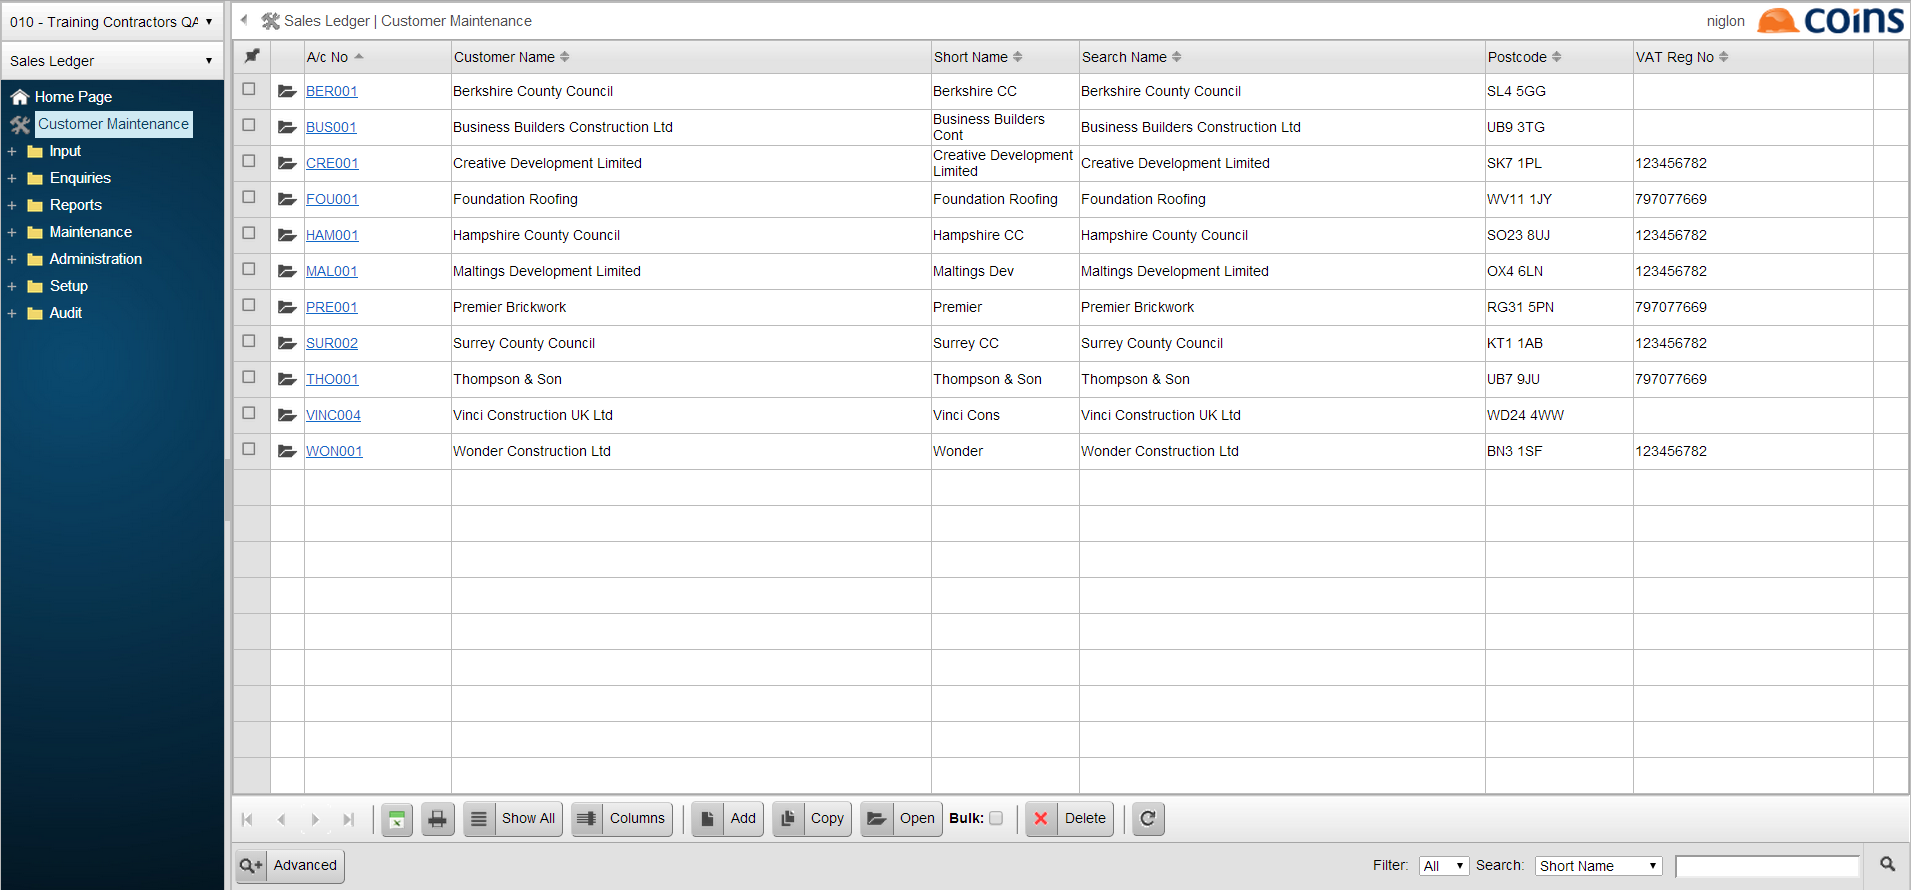 010 - Training Contractors QA
Sales Ledger
Home Page
Customer Maintenance
Input
Enquiries
Reports
Maintenance
Administration
Setup
Audit
Sales Ledger | Customer Maintenance
niglon
coins
A/c No Customer Name Short Name Search Name Postcode VAT Reg No
BER001 Berkshire County Council Berkshire CC Berkshire County Council SL4 5GG
BUS001 Business Builders Construction Ltd Business Builders Cont Business Builders Construction Ltd UB9 3TG
CRE001 Creative Development Limited Creative Development Limited Creative Development Limited SK7 1PL 123456782
FOU001 Foundation Roofing Foundation Roofing Foundation Roofing WV11 1JY 797077669
HAM001 Hampshire County Council Hampshire CC Hampshire County Council SO23 8UJ 123456782
MAL001 Maltings Development Limited Maltings Dev Maltings Development Limited OX4 6LN 123456782
PRE001 Premier Brickwork Premier Premier Brickwork RG31 5PN 797077669
SUR002 Surrey County Council Surrey CC Surrey County Council KT1 1AB 123456782
THO001 Thompson & Son Thompson & Son Thompson & Son UB7 9JU 797077669
VINC004 Vinci Construction UK Ltd Vinci Cons Vinci Construction UK Ltd WD24 4WW
WON001 Wonder Construction Ltd Wonder Wonder Construction Ltd BN3 1SF 123456782
Show All Columns Add Copy Open Bulk: Delete
Advanced Filter: All Search: Short Name